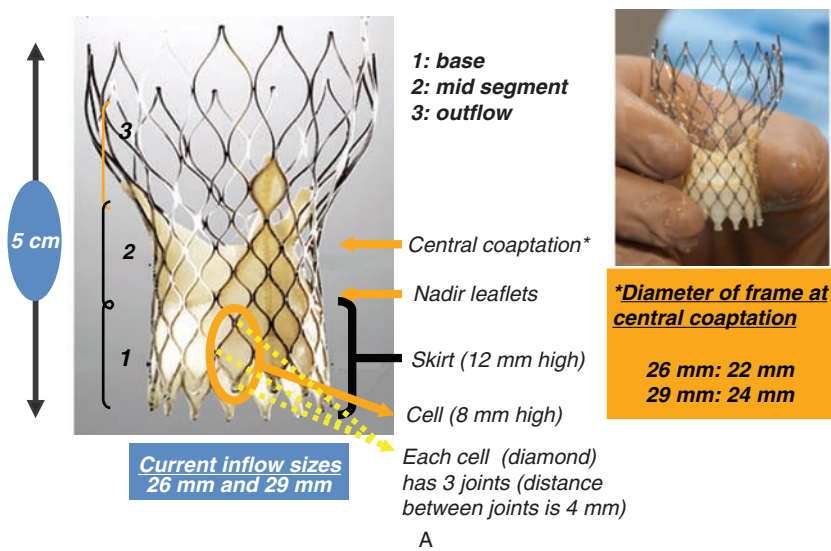 1: base
2: mid segment
3: outflow
3
5 cm
2
1
Central coaptation*
Nadir leaflets
Skirt (12 mm high)
Cell (8 mm high)
Each cell (diamond)
has 3 joints (distance
between joints is 4 mm)
Current inflow sizes
26 mm and 29 mm
*Diameter of frame at
central coaptation
26 mm: 22 mm
29 mm: 24 mm
A